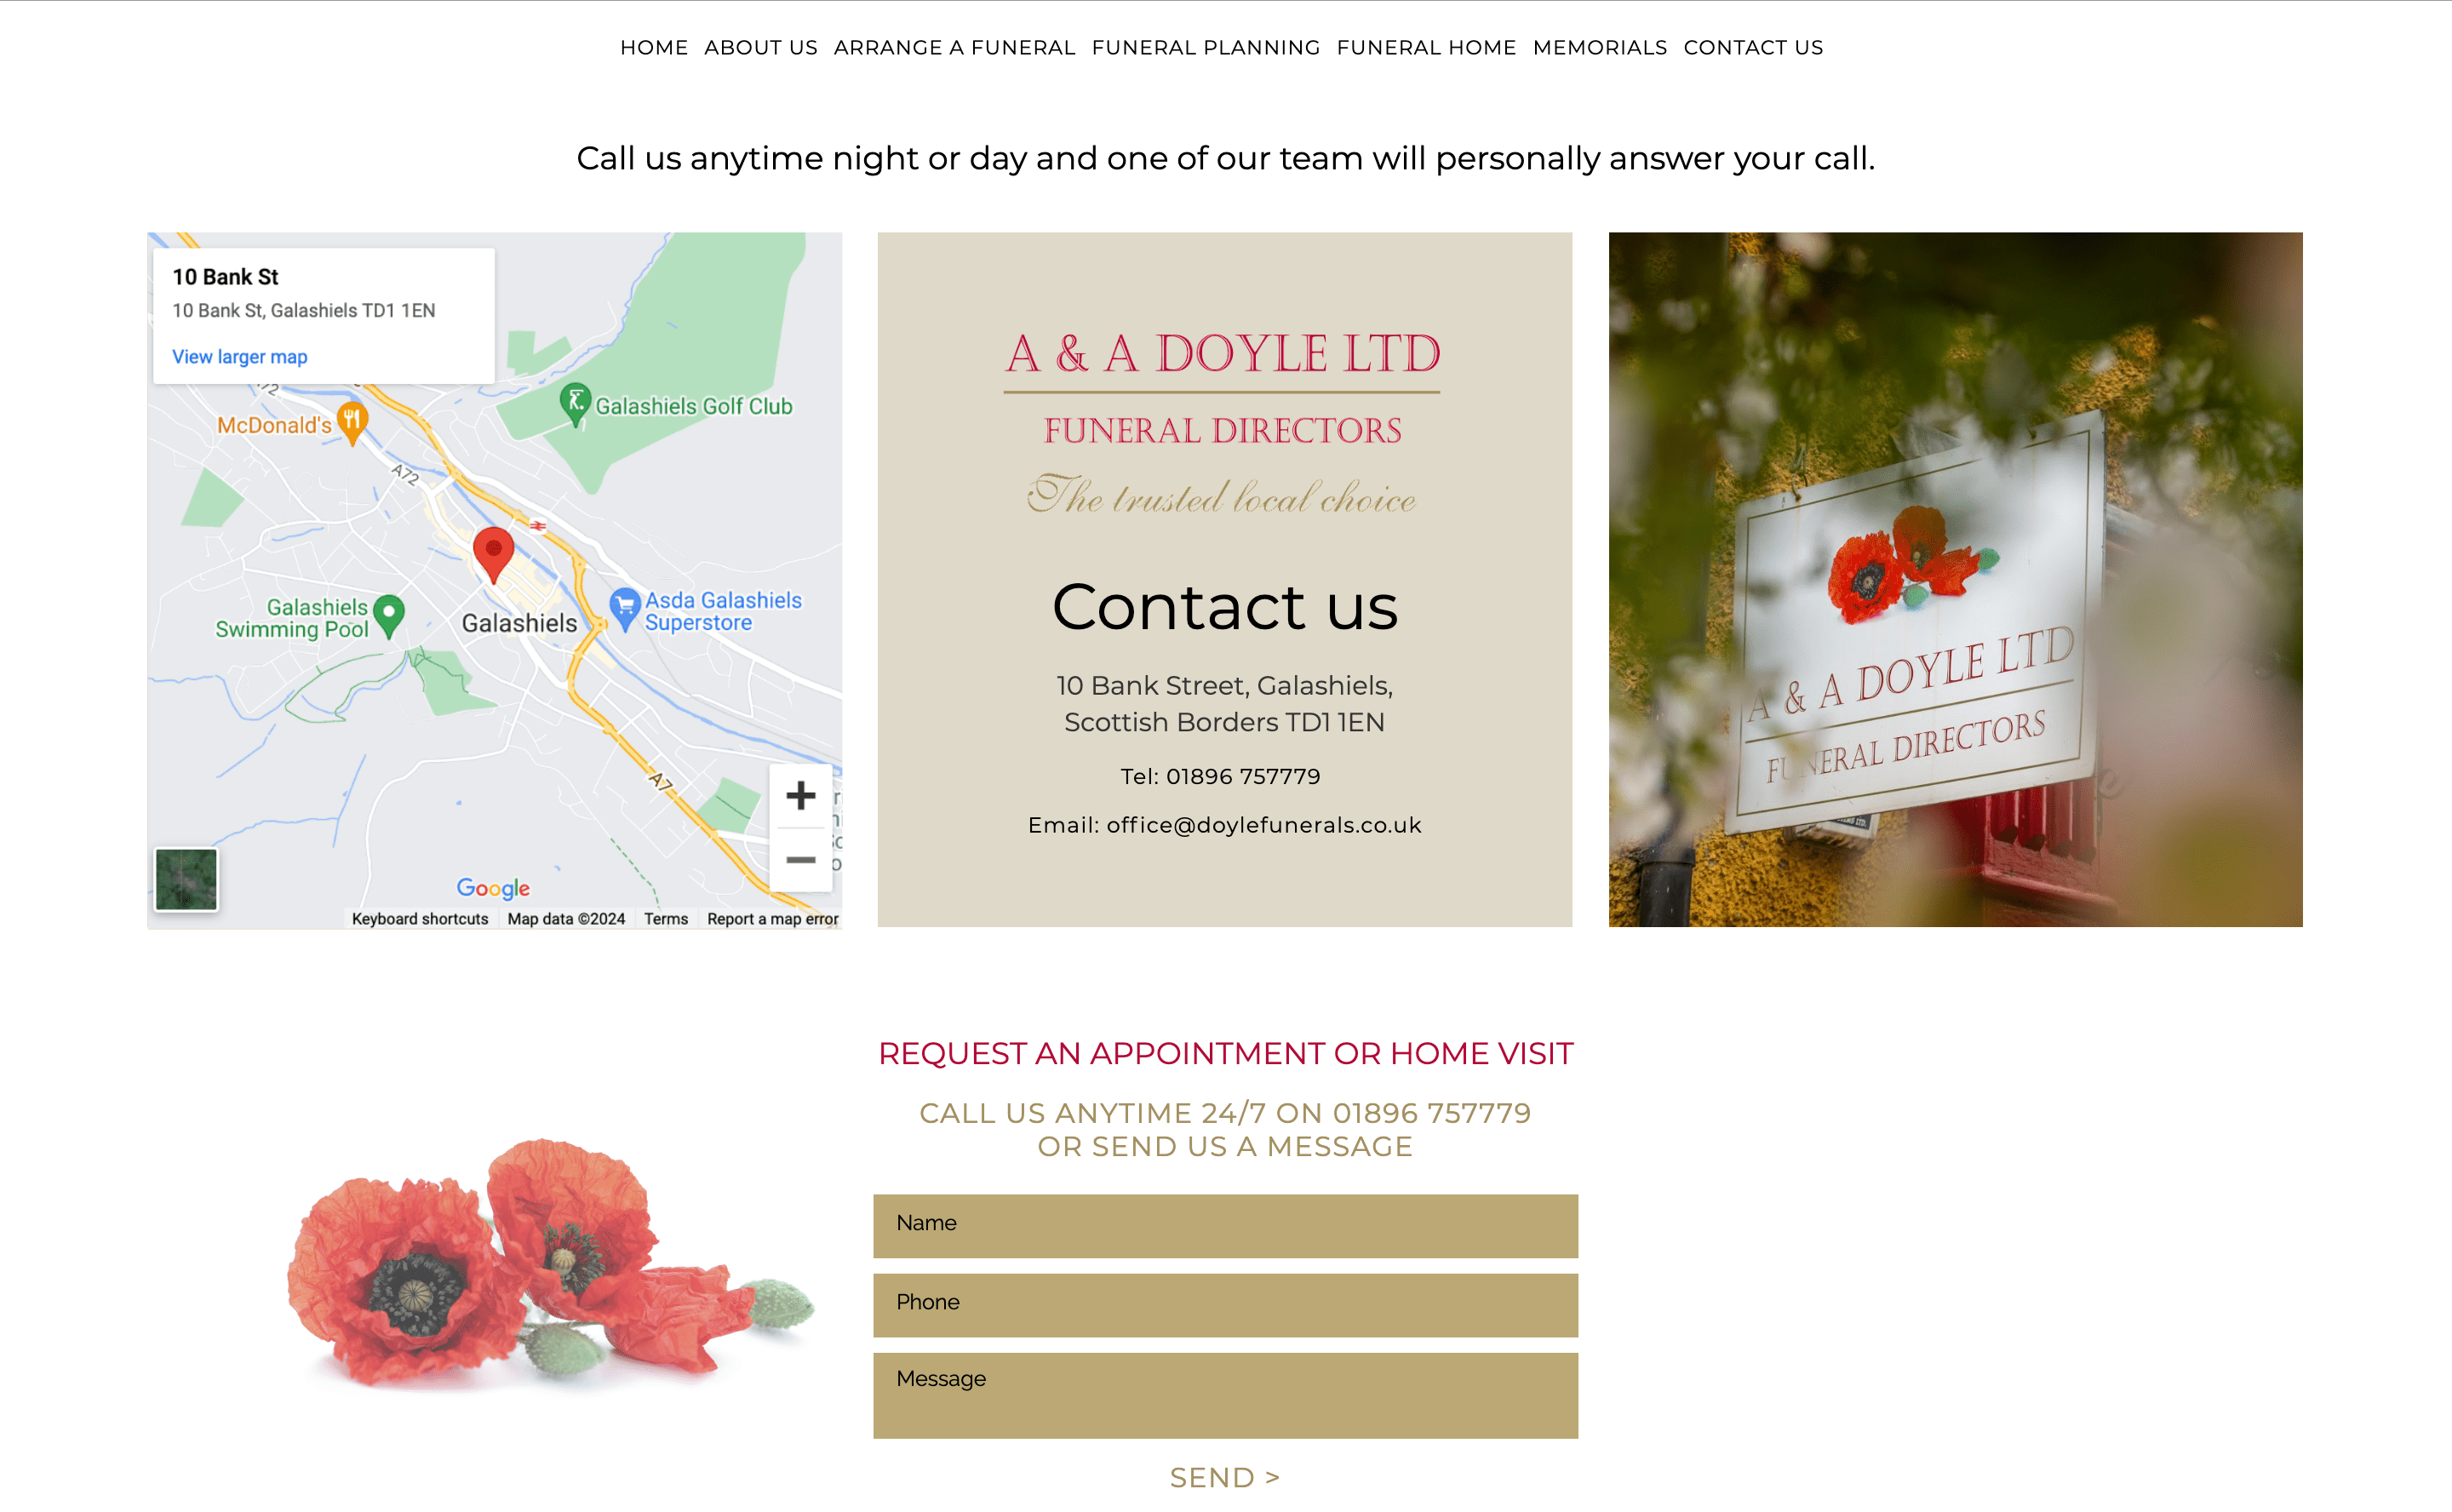 HOME ABOUT US ARRANGE A FUNERAL FUNERAL PLANNING FUNERAL HOME MEMORIALS CONTACT US
Call us anytime night or day and one of our team will personally answer your call.
10 Bank St
10 Bank St, Galashiels TD1 1EN
View larger map
A72
McDonald's
Galashiels Golf Club
A72
Galashiels
Swimming Pool
Galashiels
Asda Galashiels
Superstore
A7
+
−
Google
Keyboard shortcuts Map data ©2024 Terms Report a map error
A & A DOYLE LTD
FUNERAL DIRECTORS
The trusted local choice
Contact us
10 Bank Street, Galashiels,
Scottish Borders TD1 1EN
Tel: 01896 757779
Email: office@doylefunerals.co.uk
A & A DOYLE LTD
FUNERAL DIRECTORS
REQUEST AN APPOINTMENT OR HOME VISIT
CALL US ANYTIME 24/7 ON 01896 757779
OR SEND US A MESSAGE
Name
Phone
Message
SEND >